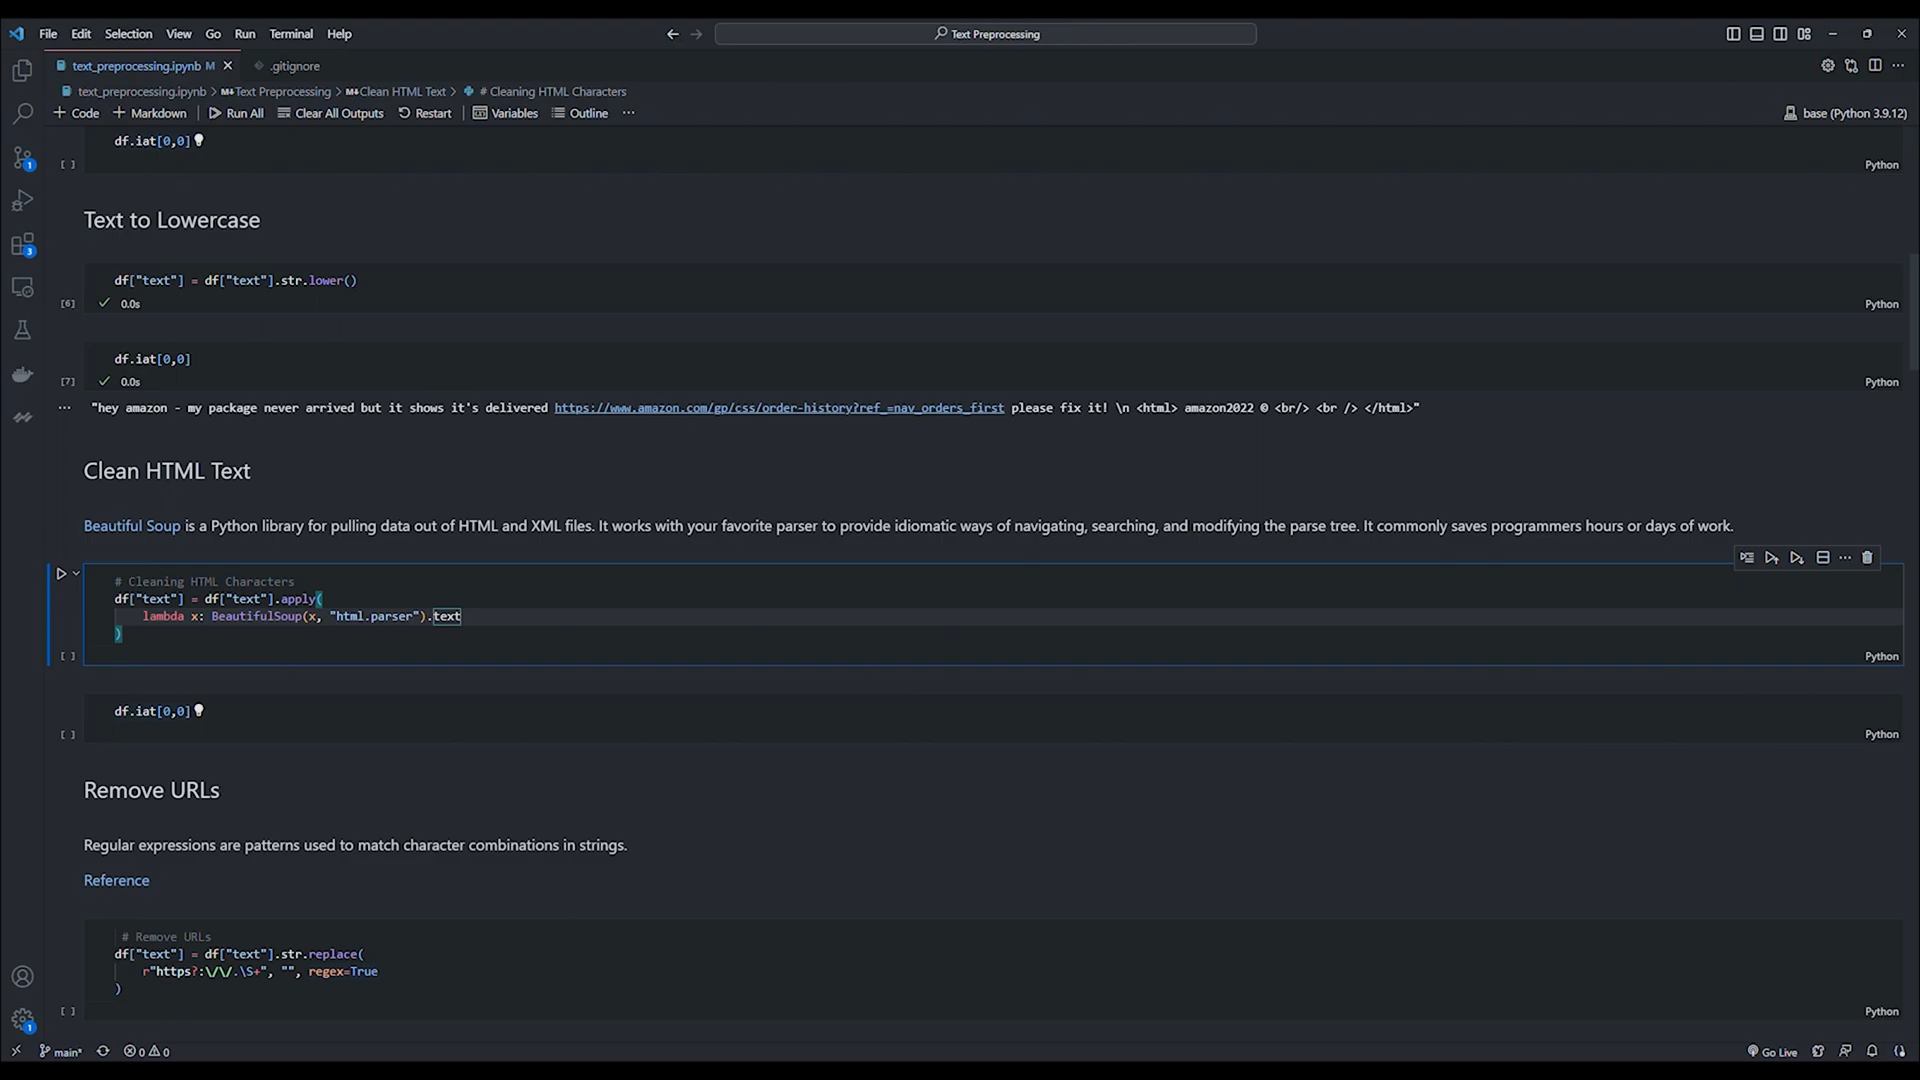 File Edit Selection View Go Run Terminal Help
Text Preprocessing
text_preprocessing.ipynb M
.gitignore
text_preprocessing.ipynb > M↓Text Preprocessing > M↓Clean HTML Text > # Cleaning HTML Characters
+ Code + Markdown Run All Clear All Outputs Restart Variables Outline ...
base (Python 3.9.12)
df.iat[0,0]
[ ]
Python
Text to Lowercase
df["text"] = df["text"].str.lower()
[6] ✓ 0.0s
Python
df.iat[0,0]
[7] ✓ 0.0s
Python
... "hey amazon - my package never arrived but it shows it's delivered https://www.amazon.com/gp/css/order-history?ref_=nav_orders_first please fix it! \n <html> amazon2022 © <br/> <br /> </html>"
Clean HTML Text
Beautiful Soup is a Python library for pulling data out of HTML and XML files. It works with your favorite parser to provide idiomatic ways of navigating, searching, and modifying the parse tree. It commonly saves programmers hours or days of work.
# Cleaning HTML Characters
df["text"] = df["text"].apply(
lambda x: BeautifulSoup(x, "html.parser").text
)
[ ]
Python
df.iat[0,0]
[ ]
Python
Remove URLs
Regular expressions are patterns used to match character combinations in strings.
Reference
# Remove URLs
df["text"] = df["text"].str.replace(
r"https?:\/\/.\S+", "", regex=True
)
[ ]
Python
1
3
1
main* 0 0
Go Live